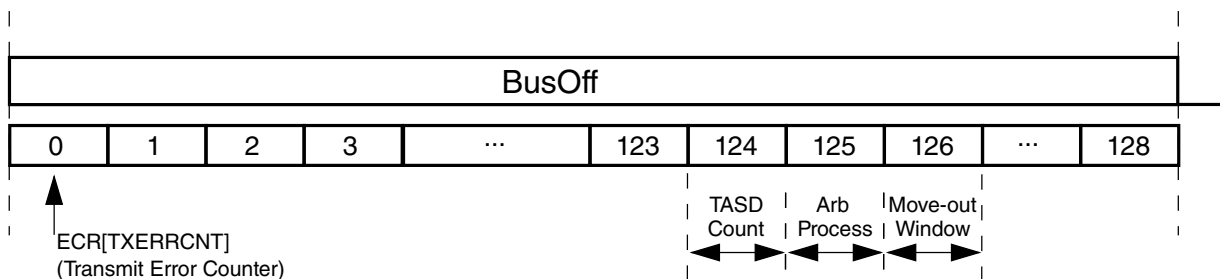 BusOff
0 1 2 3 ... 123 124 125 126 ... 128
TASD Count
Arb Process
Move-out Window
ECR[TXERRCNT]
(Transmit Error Counter)